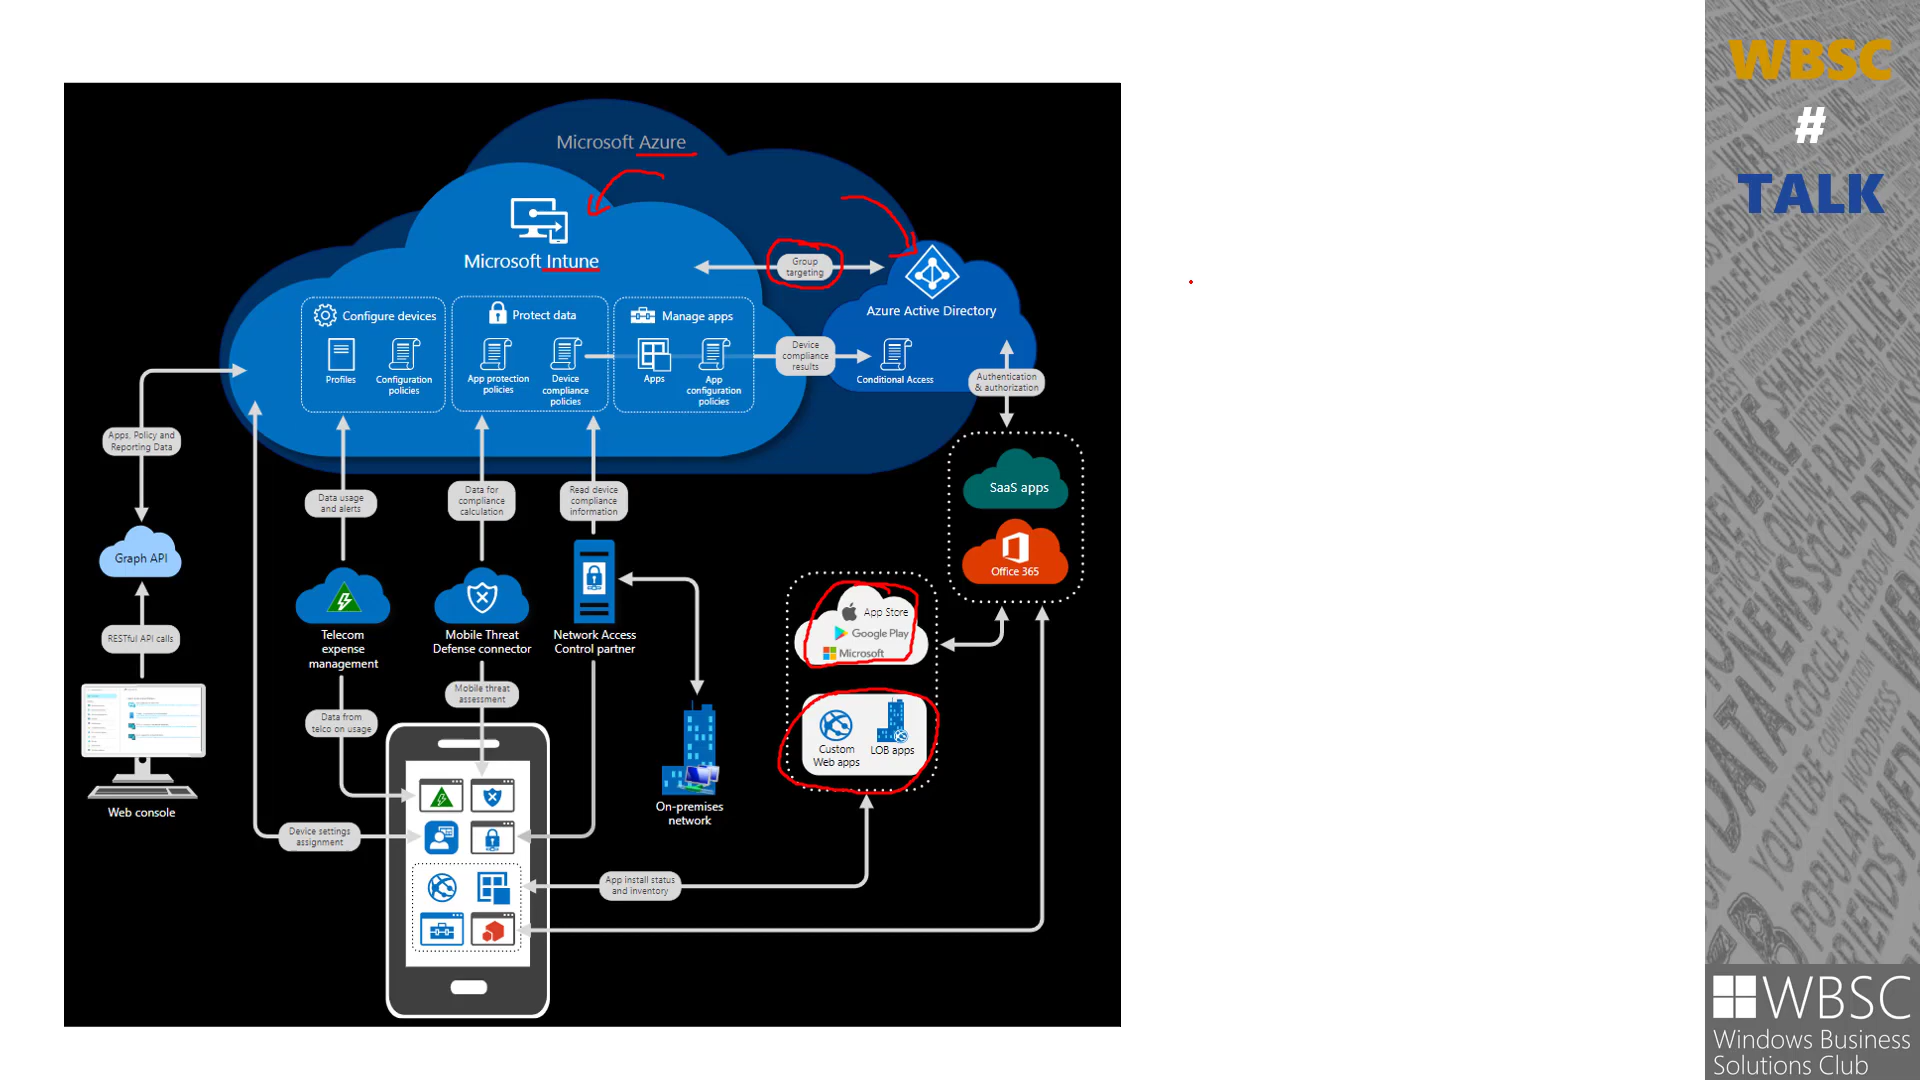 WBSC
#
TALK
Microsoft Azure
Microsoft Intune
Group
targeting
Azure Active Directory
Configure devices
Protect data
Manage apps
Profiles
Configuration
policies
App protection
policies
Device
compliance
policies
Apps
App
configuration
policies
Device
compliance
results
Conditional Access
Authentication
& authorization
Apps, Policy and
Reporting Data
Data usage
and alerts
Data for
compliance
calculation
Read device
compliance
information
SaaS apps
Office 365
Graph API
RESTful API calls
Telecom
expense
management
Mobile Threat
Defense connector
Network Access
Control partner
App Store
Google Play
Microsoft
Mobile threat
assessment
Data from
telco on usage
Custom
Web apps
LOB apps
Web console
On-premises
network
Device settings
assignment
App install status
and inventory
WBSC
Windows Business
Solutions Club